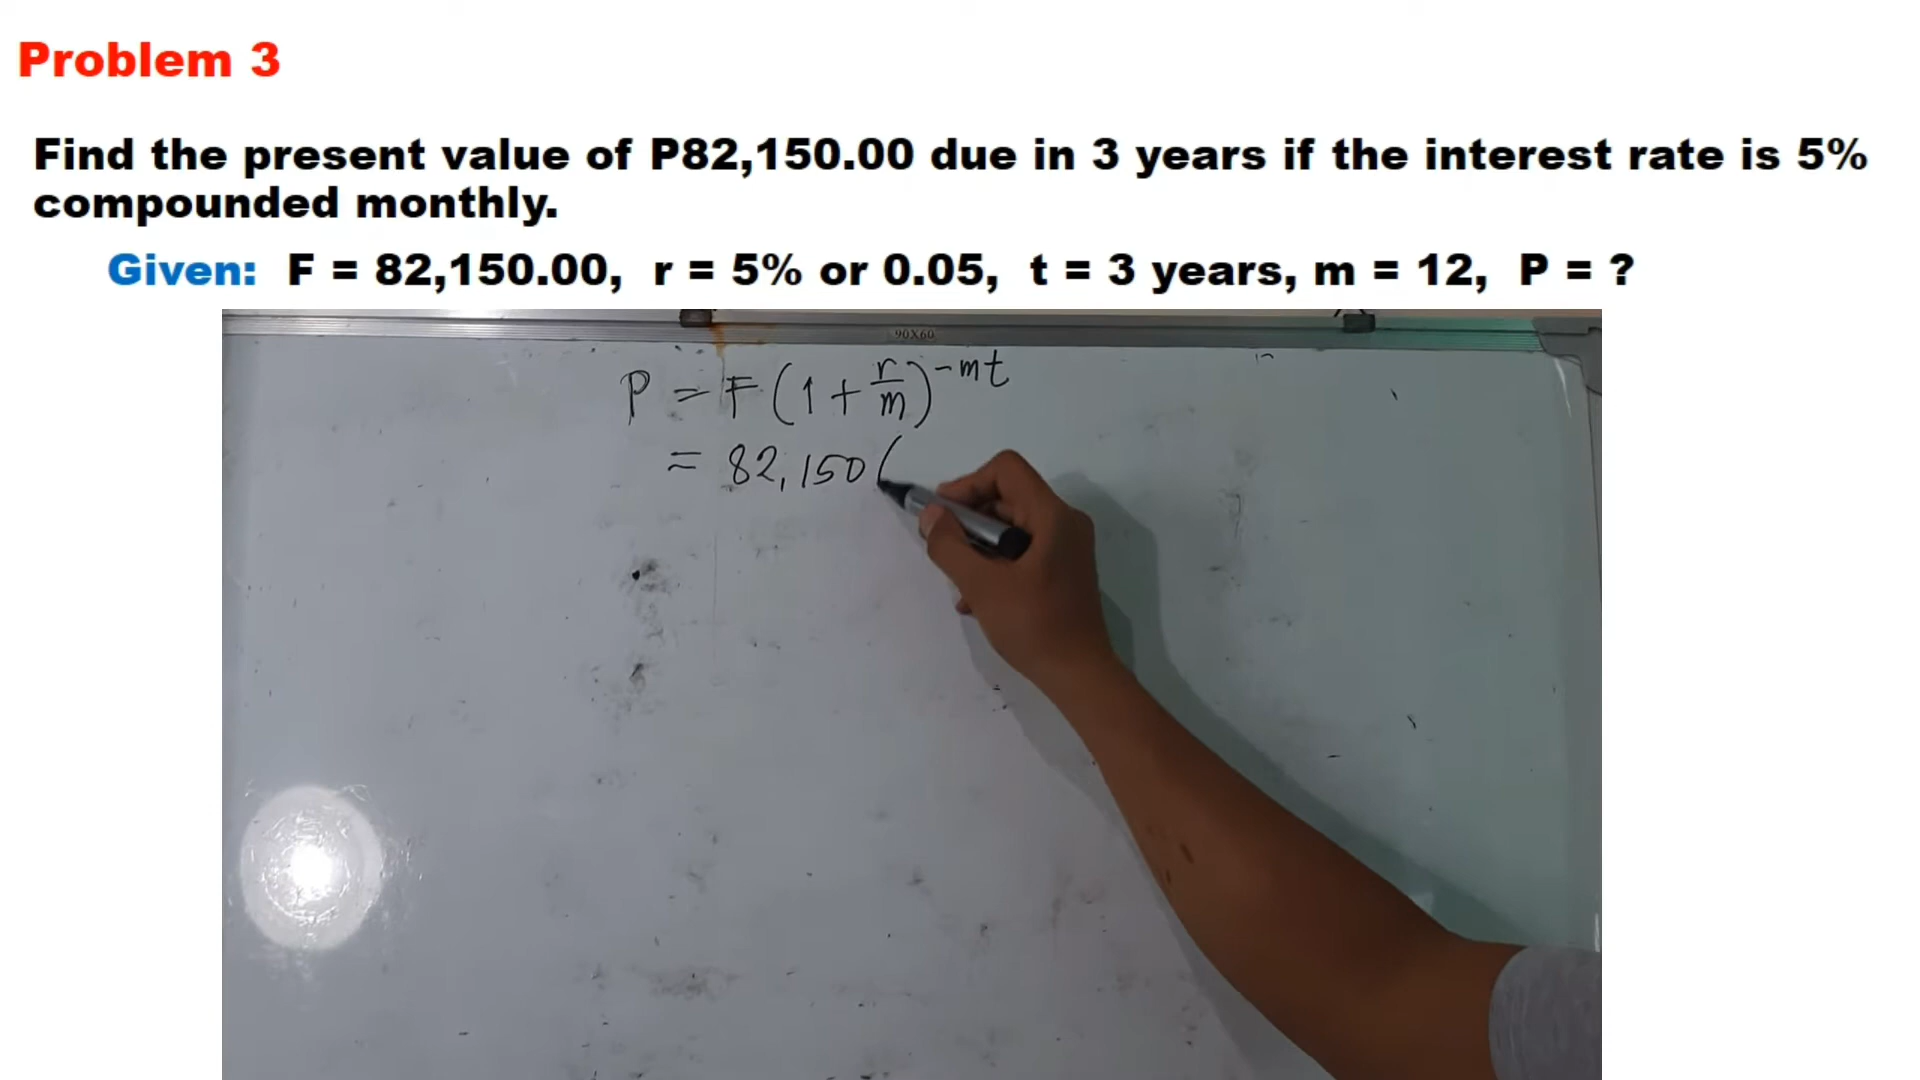 Problem 3
Find the present value of P82,150.00 due in 3 years if the interest rate is 5%
compounded monthly.
Given: F = 82,150.00, r = 5% or 0.05, t = 3 years, m = 12, P = ?
90X60
P = F(1 + r/m)^-mt
= 82,150(